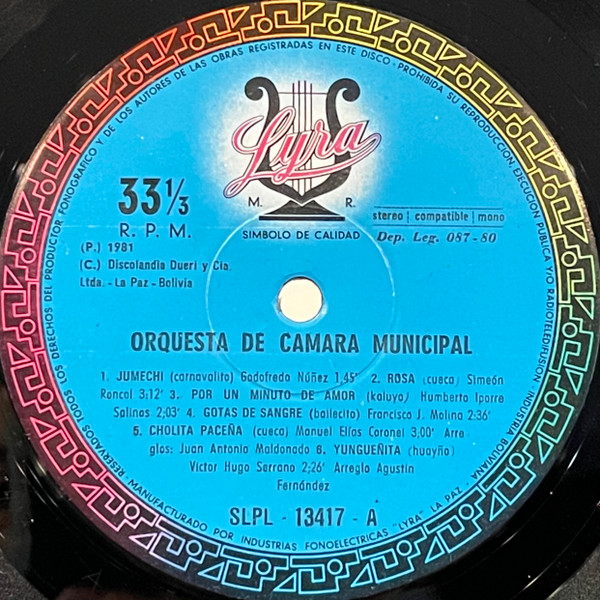 RESERVADOS TODOS LOS DERECHOS DEL PRODUCTOR FONOGRAFICO Y DE LOS AUTORES DE LAS OBRAS REGISTRADAS EN ESTE DISCO - PROHIBIDA SU REPRODUCCION, EJECUCION PUBLICA Y/O RADIOTELEDIFUSION INDUSTRIA BOLIVIANA
Lyra
M. R.
SIMBOLO DE CALIDAD
33⅓
R. P. M.
(P.) 1981
(C.) Discolandia Dueri y Cia.
Ltda. - La Paz - Bolivia
stereo | compatible | mono
Dep. Leg. 087-80
ORQUESTA DE CAMARA MUNICIPAL
1. JUMECHI (carnavalito) Godofredo Núñez 1,45' 2. ROSA (cueca) Simeón
Roncal 3,12' 3. POR UN MINUTO DE AMOR (kaluyo) Humberto Iporre
Salinas 2;03' 4. GOTAS DE SANGRE (bailecito) Francisco J. Molina 2:36'
5. CHOLITA PACEÑA (cueca) Manuel Elías Coronel 3,00' Arre
glos: Juan Antonio Maldonado 6. YUNGUEÑITA (huayño)
Victor Hugo Serrano 2;26' Arreglo Agustín
Fernández
SLPL - 13417 - A
MANUFACTURADO POR INDUSTRIAS FONOELECTRICAS "LYRA" LA PAZ -